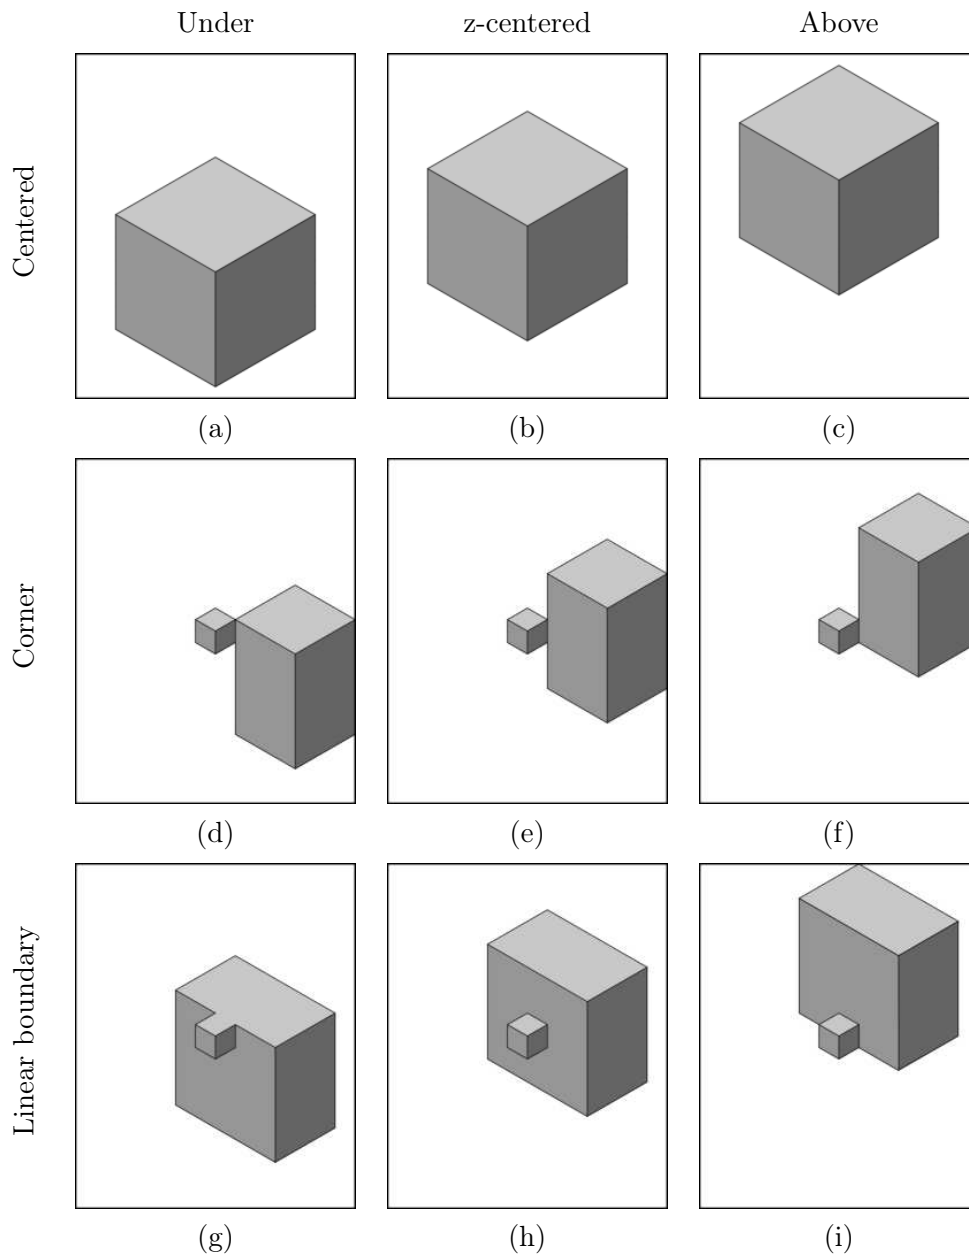 Under z-centered Above
Centered
(a) (b) (c)
Corner
(d) (e) (f)
Linear boundary
(g) (h) (i)